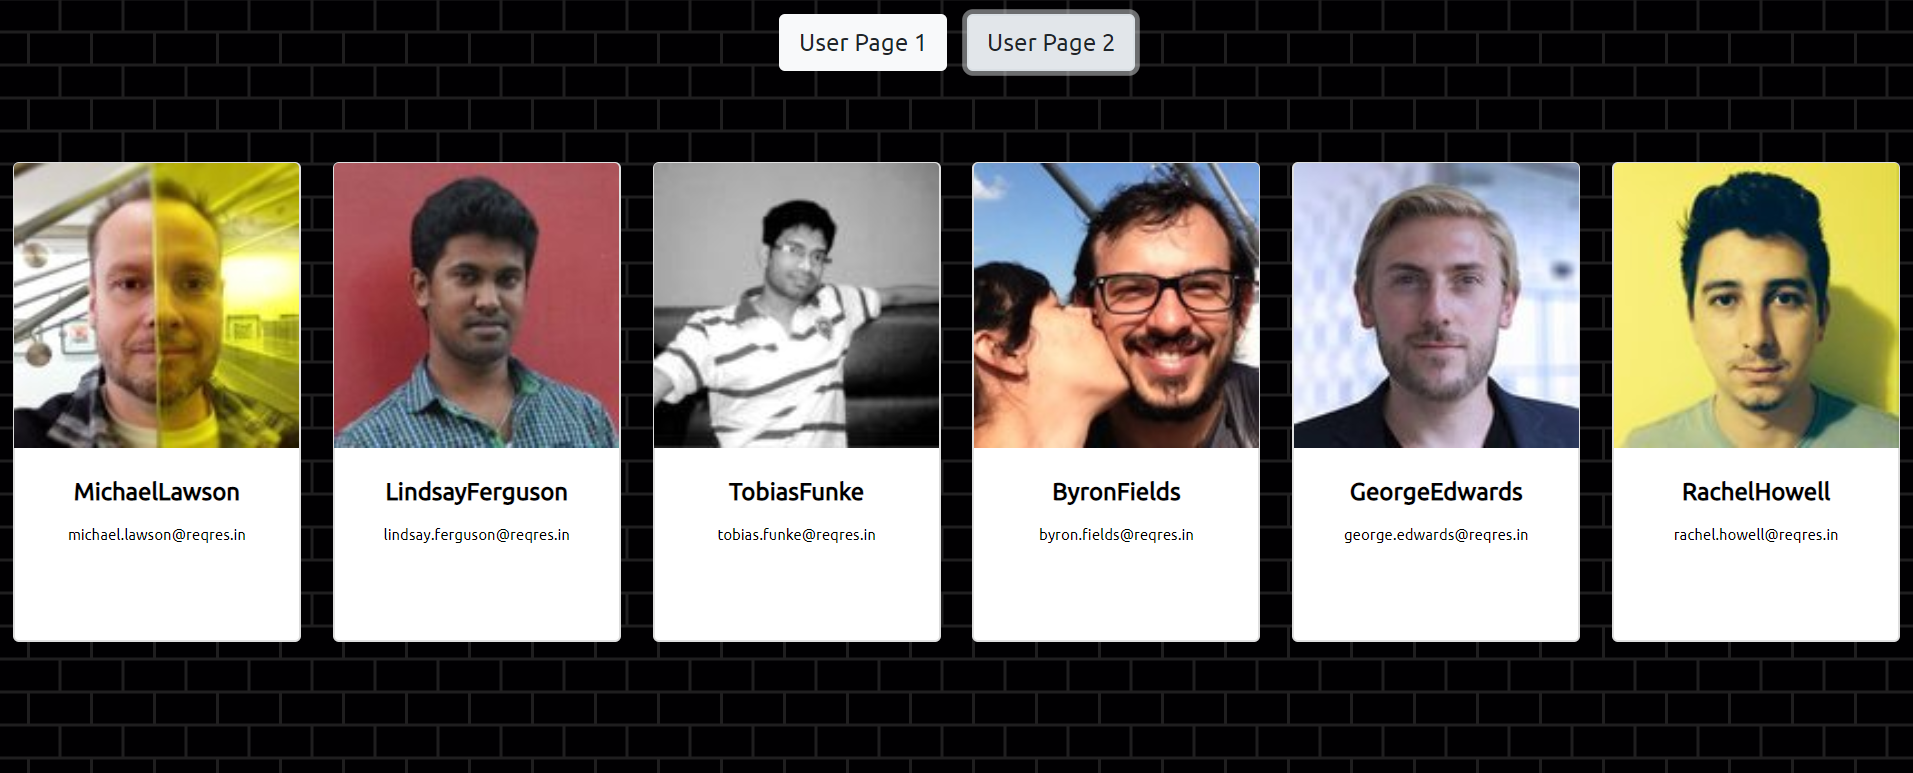 User Page 1
User Page 2
MichaelLawson
michael.lawson@reqres.in
LindsayFerguson
lindsay.ferguson@reqres.in
TobiasFunke
tobias.funke@reqres.in
ByronFields
byron.fields@reqres.in
GeorgeEdwards
george.edwards@reqres.in
RachelHowell
rachel.howell@reqres.in